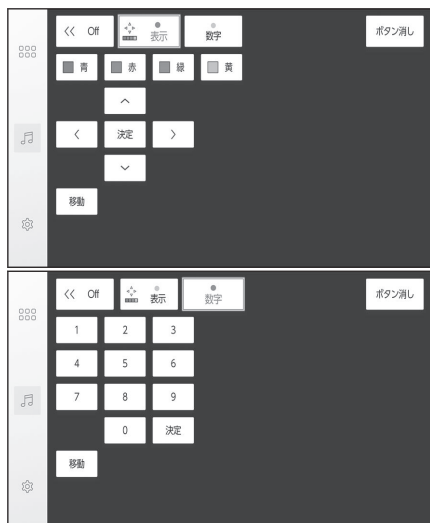 << Off 表示 数字 ボタン消し
青 赤 緑 黄
決定
移動
<< Off 表示 数字 ボタン消し
1 2 3
4 5 6
7 8 9
0 決定
移動